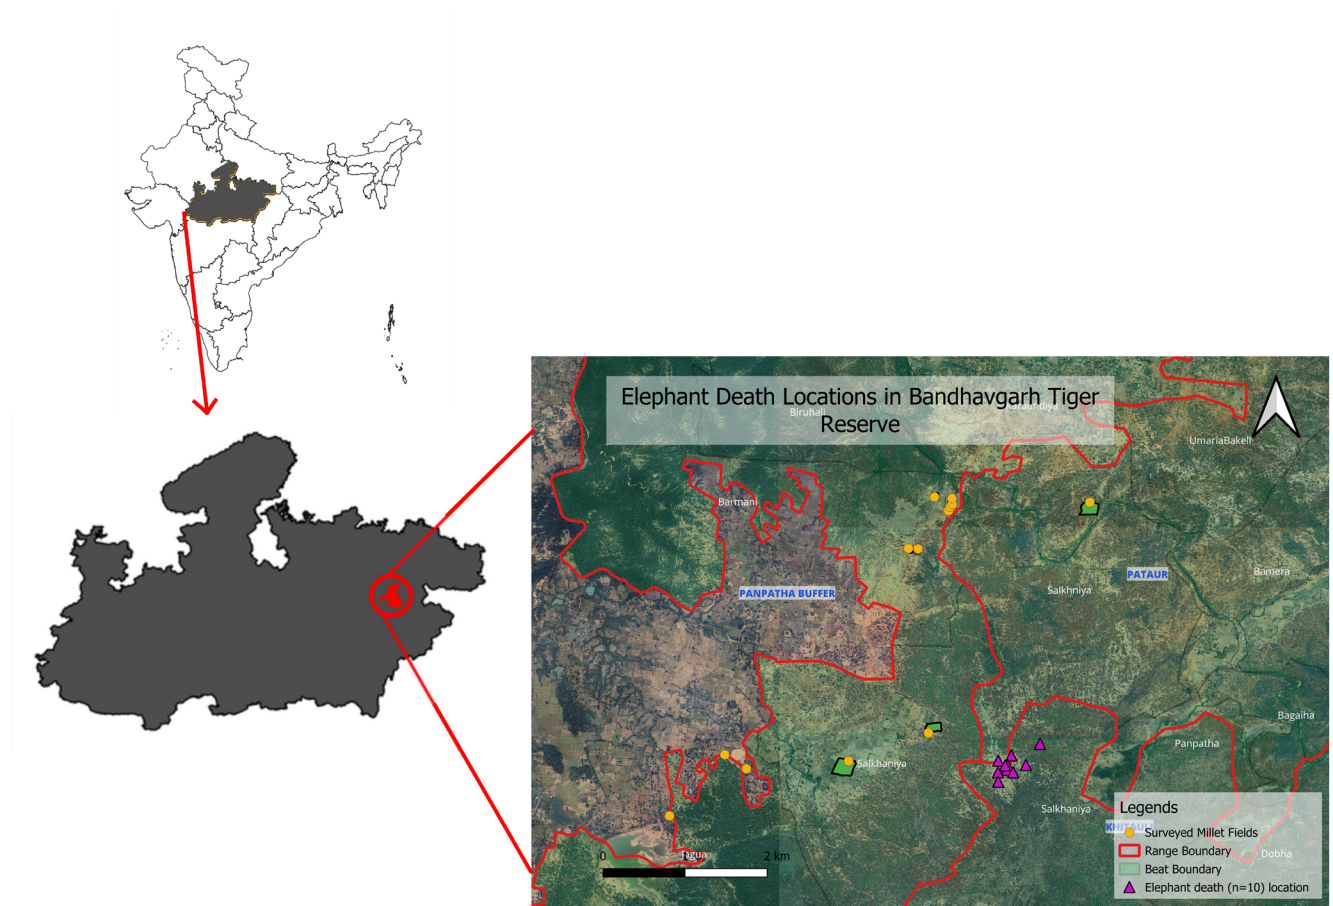 Elephant Death Locations in Bandhavgarh Tiger
Reserve
Biruhali
UmariaBakeli
Barmani
PANPATHA BUFFER
PATAUR
Bamera
Salkhniya
Bagaiha
Panpatha
Salkhaniya
Salkhaniya
0
2 km
Legends
Surveyed Millet Fields
Range Boundary
Beat Boundary
Dobha
Elephant death (n=10) location